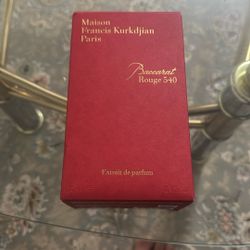 Maison
Francis Kurkdjian
Paris
Baccarat
Rouge 540
Extrait de parfum